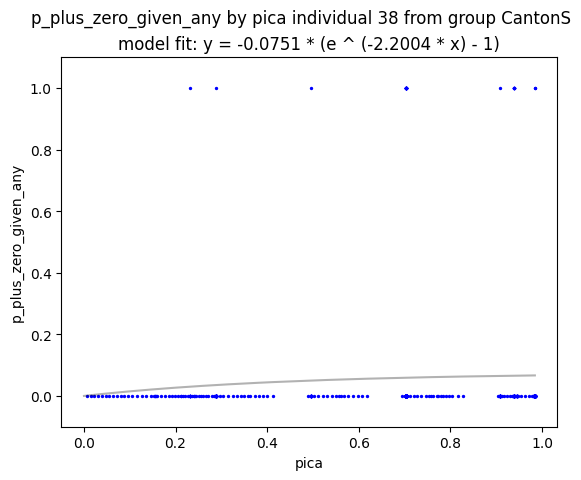 p_plus_zero_given_any by pica individual 38 from group CantonS
model fit: y = -0.0751 * (e ^ (-2.2004 * x) - 1)
1.0
0.8
0.6
0.4
0.2
0.0
p_plus_zero_given_any
0.0 0.2 0.4 0.6 0.8 1.0
pica